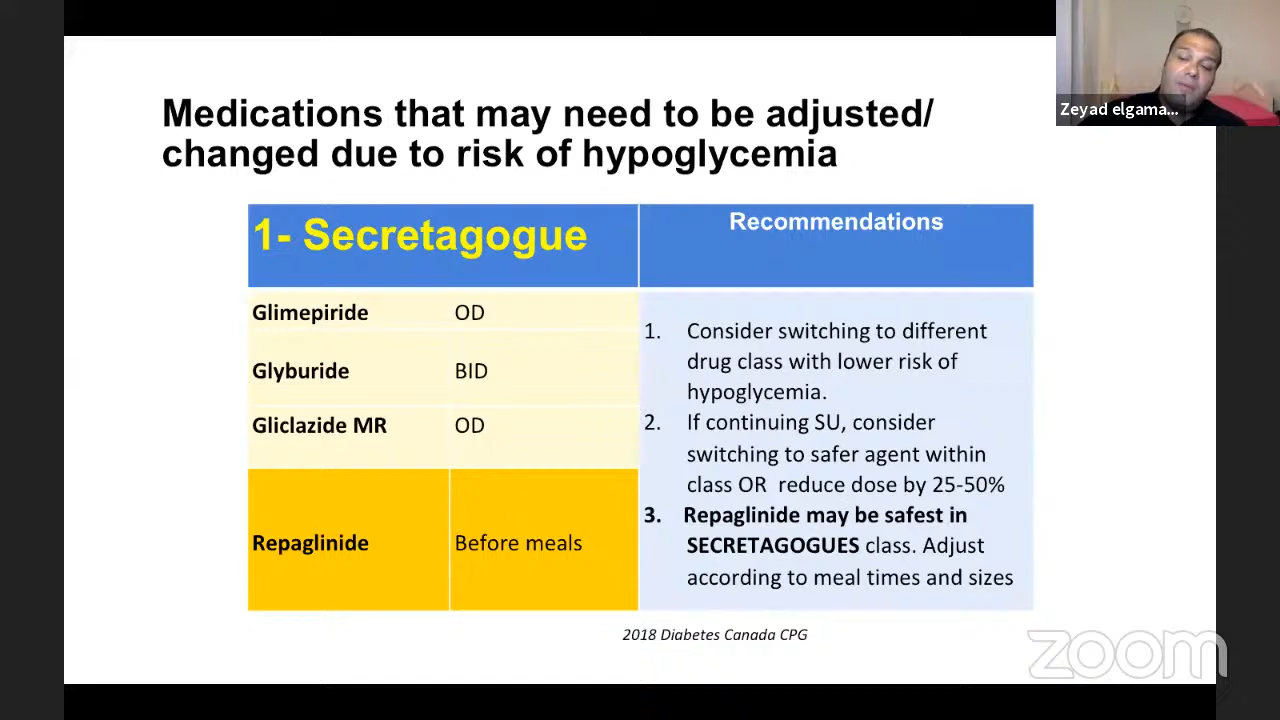 Zeyad elgama...
Medications that may need to be adjusted/
changed due to risk of hypoglycemia
1- Secretagogue
Recommendations
Glimepiride OD
Glyburide BID
Gliclazide MR OD
Repaglinide Before meals
1. Consider switching to different
drug class with lower risk of
hypoglycemia.
2. If continuing SU, consider
switching to safer agent within
class OR reduce dose by 25-50%
3. Repaglinide may be safest in
SECRETAGOGUES class. Adjust
according to meal times and sizes
2018 Diabetes Canada CPG
zoom